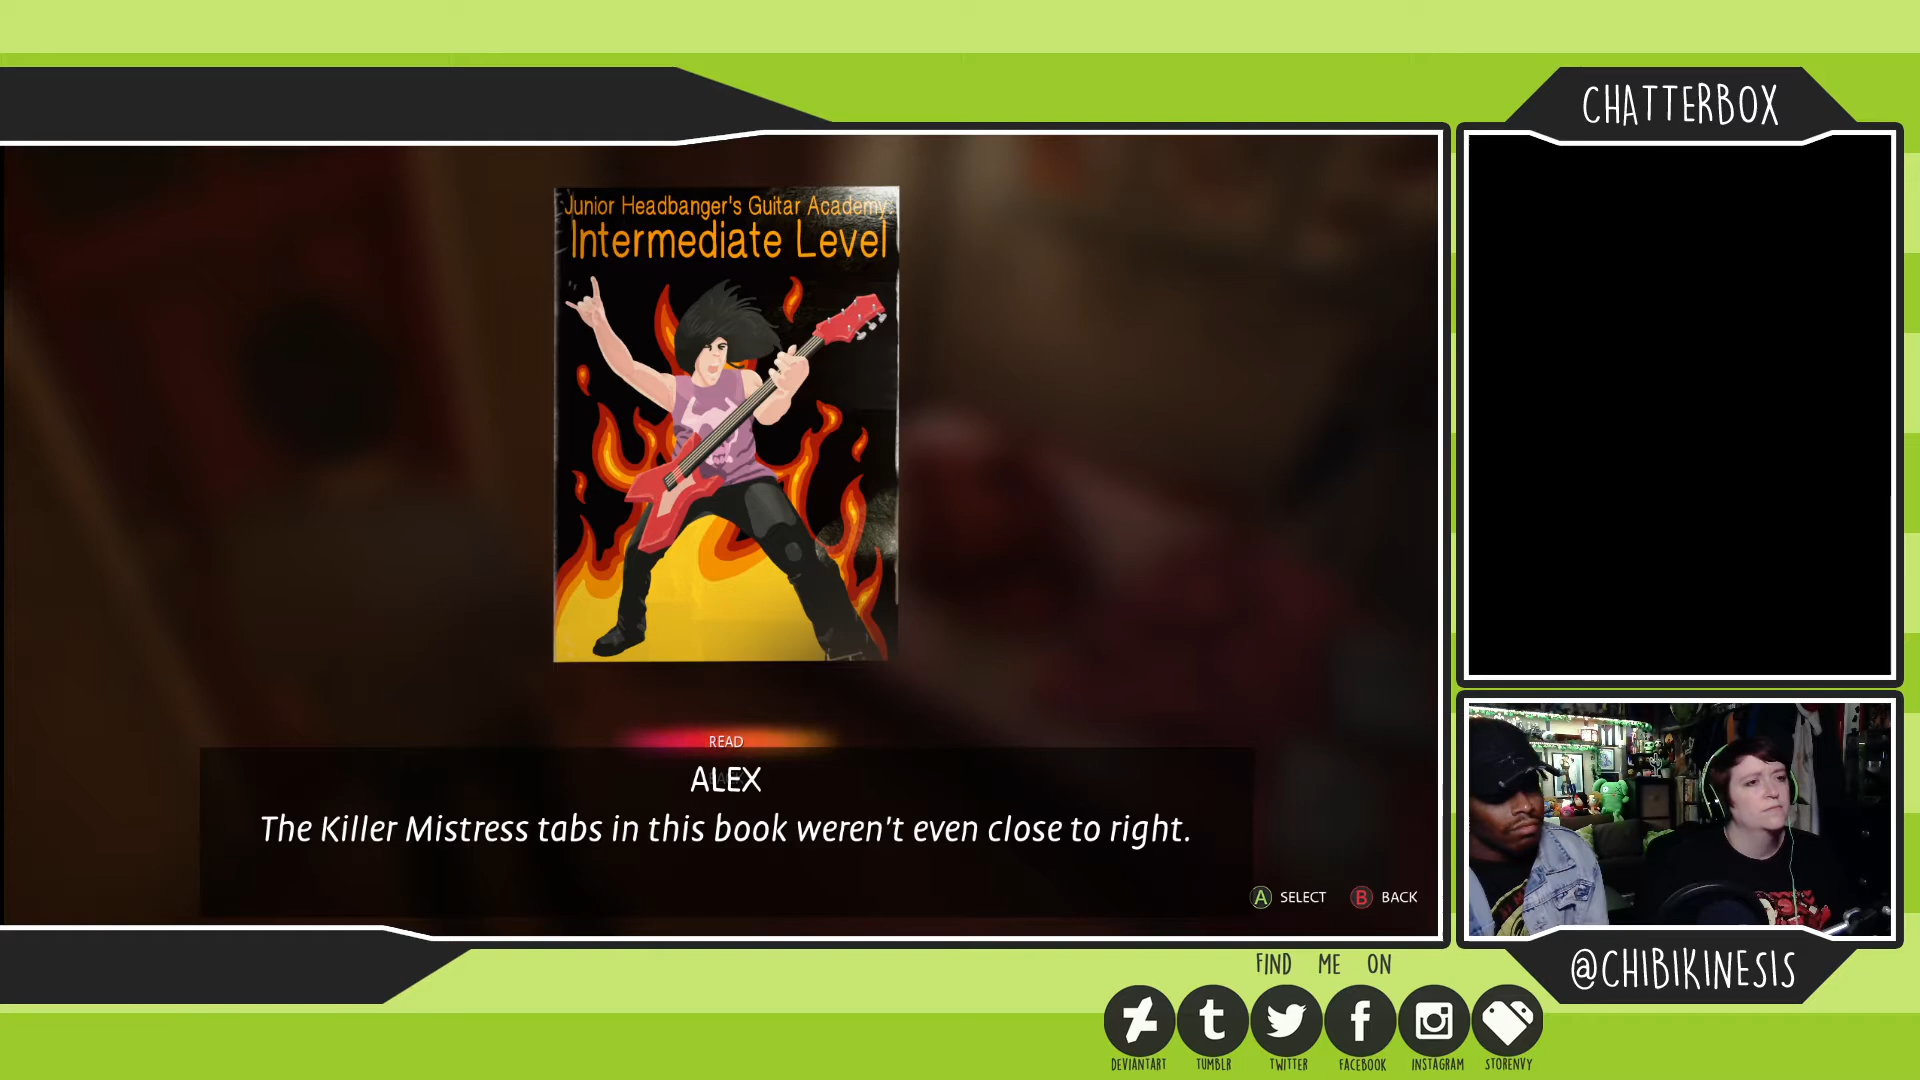 CHATTERBOX
Junior Headbanger's Guitar Academy
Intermediate Level
READ
ALEX
The Killer Mistress tabs in this book weren't even close to right.
A SELECT B BACK
FIND ME ON
@CHIBIKINESIS
DEVIANTART TUMBLR TWITTER FACEBOOK INSTAGRAM STORENVY